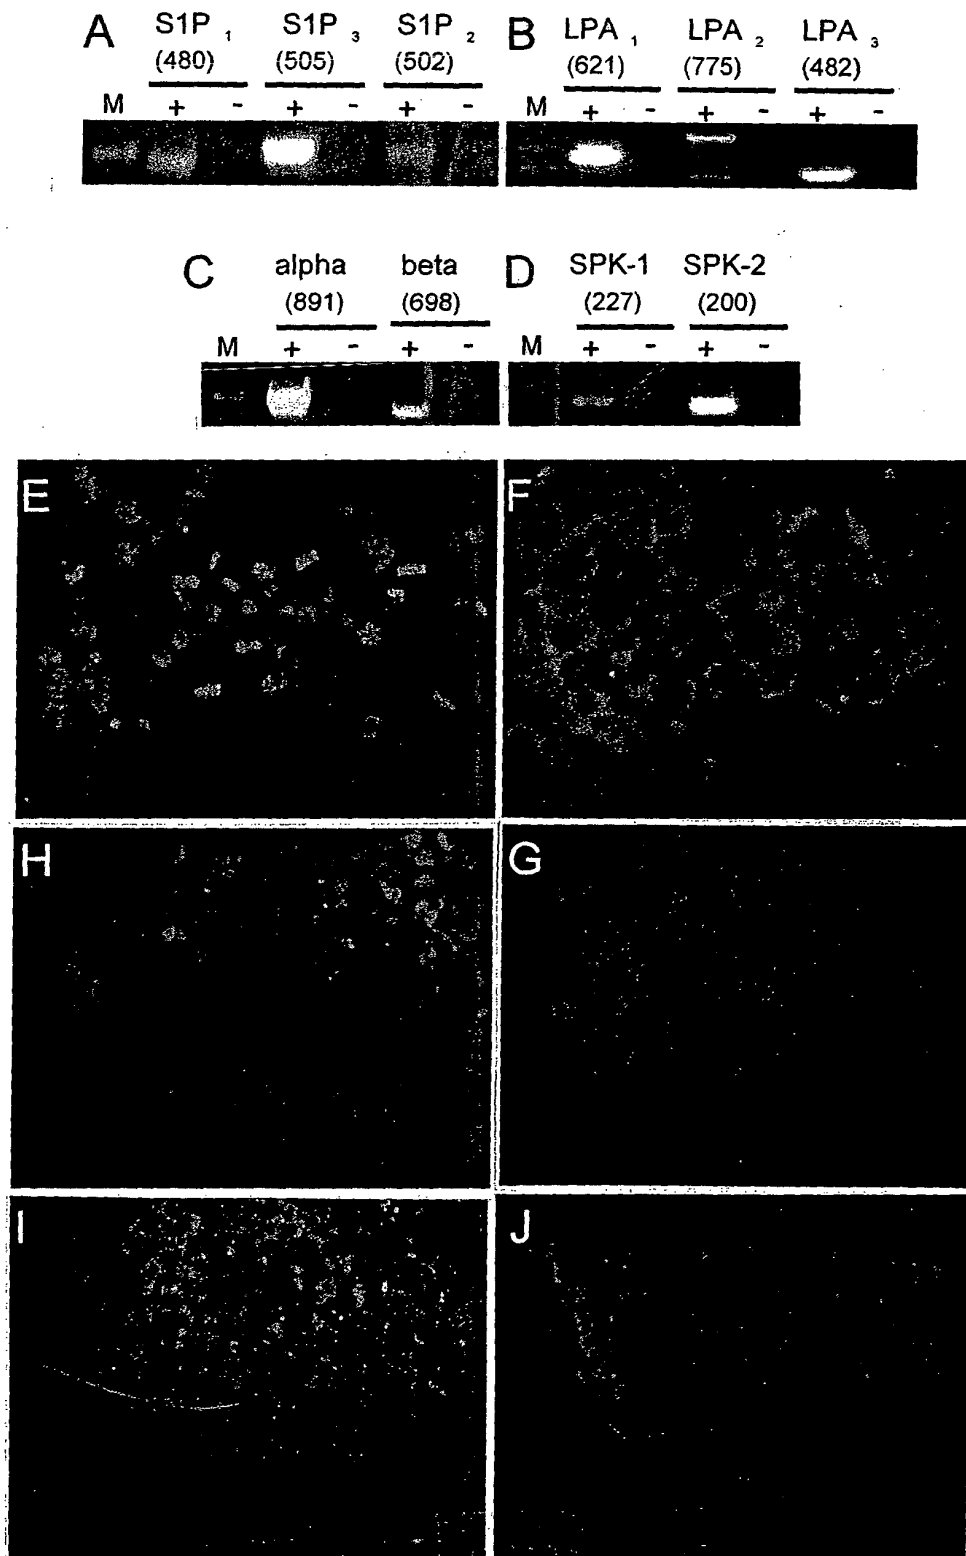 A S1P 1 S1P 3 S1P 2 B LPA 1 LPA 2 LPA 3
(480) (505) (502) (621) (775) (482)
M + - + - + - M + - + - + -
C alpha beta D SPK-1 SPK-2
(891) (698) (227) (200)
M + - + - M + - + -
E F
H G
I J